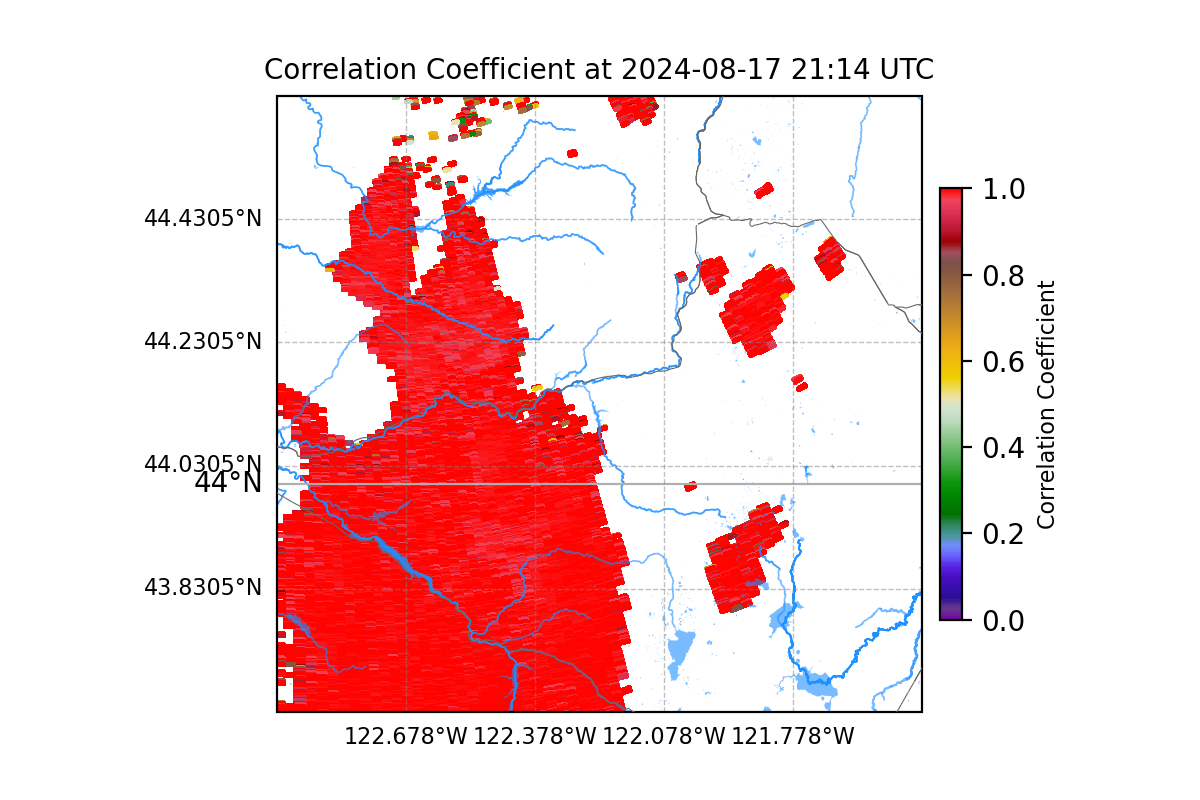 Correlation Coefficient at 2024-08-17 21:14 UTC
44.4305°N
44.2305°N
44.0305°N
44°N
43.8305°N
122.678°W 122.378°W 122.078°W 121.778°W
1.0
0.8
0.6
0.4
0.2
0.0
Correlation Coefficient